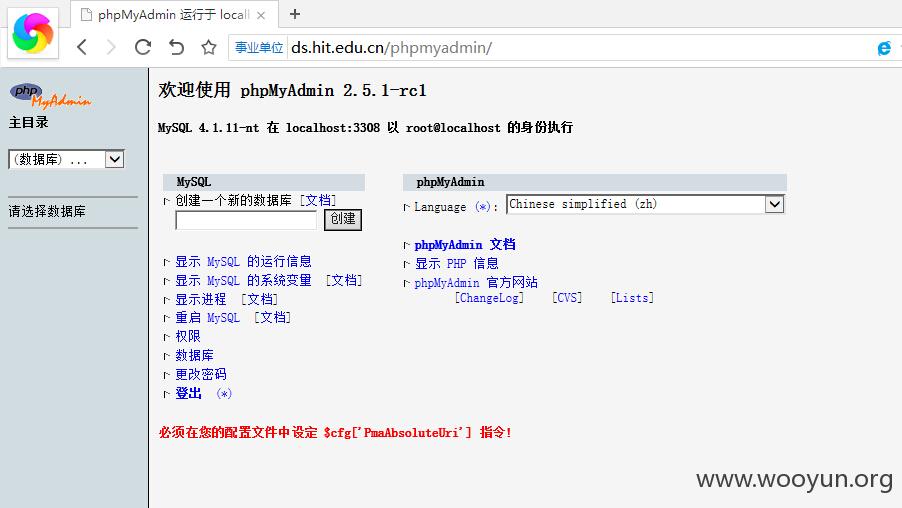 phpMyAdmin 运行于 locall
事业单位 ds.hit.edu.cn/phpmyadmin/
php
MyAdmin
主目录
(数据库) ...
请选择数据库
欢迎使用 phpMyAdmin 2.5.1-rc1
MySQL 4.1.11-nt 在 localhost:3308 以 root@localhost 的身份执行
MySQL
创建一个新的数据库 [文档]
创建
显示 MySQL 的运行信息
显示 MySQL 的系统变量 [文档]
显示进程 [文档]
重启 MySQL [文档]
权限
数据库
更改密码
登出 (*)
phpMyAdmin
Language (*): Chinese simplified (zh)
phpMyAdmin 文档
显示 PHP 信息
phpMyAdmin 官方网站
[ChangeLog] [CVS] [Lists]
必须在您的配置文件中设定 $cfg['PmaAbsoluteUri'] 指令!
www.wooyun.org